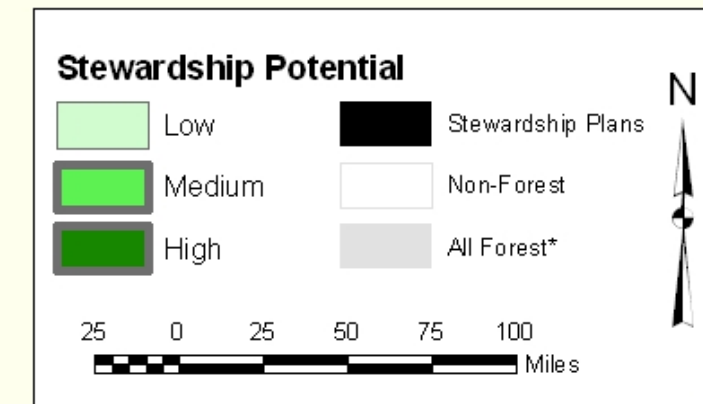 Stewardship Potential
N
Low
Stewardship Plans
Medium
Non-Forest
High
All Forest*
25 0 25 50 75 100
Miles